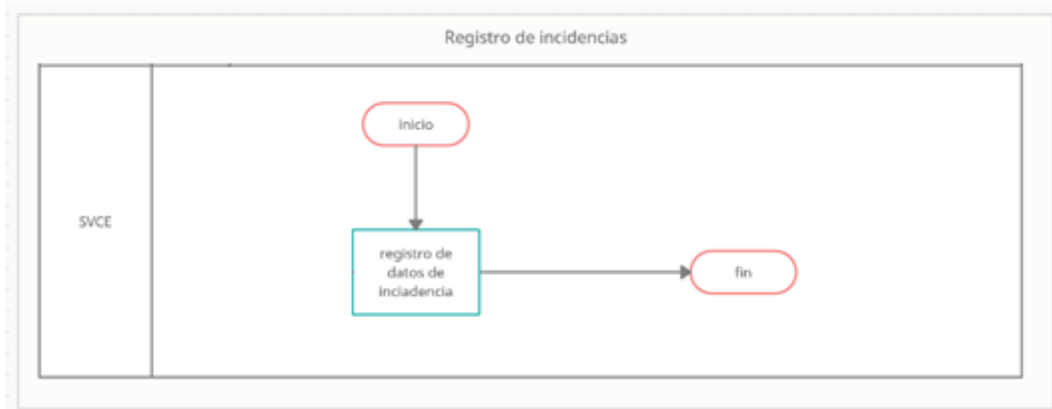 Registro de incidencias
inicio
SVCE
registro de
datos de
inciadencia
fin